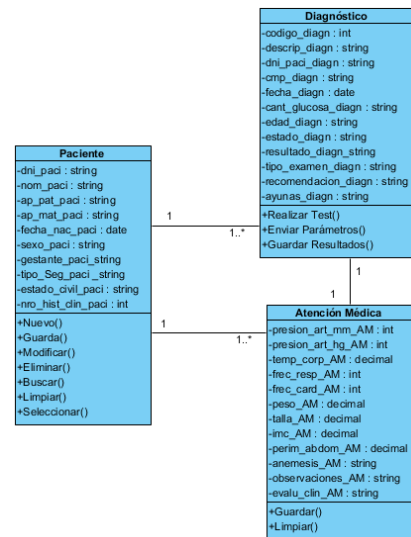 Diagnóstico
-codigo_diagn : int
-descrip_diagn : string
-dni_paci_diagn : string
-cmp_diagn : string
-fecha_diagn : date
-cant_glucosa_diagn : string
-edad_diagn : string
-estado_diagn : string
-resultado_diagn_string
-tipo_examen_diagn : string
-recomendacion_diagn : string
-ayunas_diagn : string
+Realizar Test()
+Enviar Parámetros()
+Guardar Resultados()
Paciente
-dni_paci : string
-nom_paci : string
-ap_pat_paci : string
-ap_mat_paci : string
-fecha_nac_paci : date
-sexo_paci : string
-gestante_paci_string
-tipo_Seg_paci_string
-estado_civil_paci : string
-nro_hist_clin_paci : int
+Nuevo()
+Guarda()
+Modificar()
+Eliminar()
+Buscar()
+Limpiar()
+Seleccionar()
1
1..*
1
1..*
1
1
Atención Médica
-presion_art_mm_AM : int
-presion_art_hg_AM : int
-temp_corp_AM : decimal
-frec_resp_AM : int
-frec_card_AM : int
-peso_AM : decimal
-talla_AM : decimal
-imc_AM : decimal
-perim_abdom_AM : decimal
-anemesis_AM : string
-observaciones_AM : string
-evalu_clin_AM : string
+Guardar()
+Limpiar()